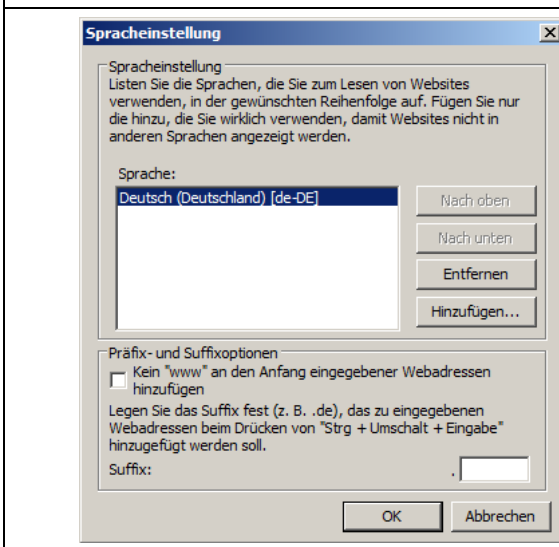 Spracheinstellung
Spracheinstellung
Listen Sie die Sprachen, die Sie zum Lesen von Websites
verwenden, in der gewünschten Reihenfolge auf. Fügen Sie nur
die hinzu, die Sie wirklich verwenden, damit Websites nicht in
anderen Sprachen angezeigt werden.
Sprache:
Deutsch (Deutschland) [de-DE]
Nach oben
Nach unten
Entfernen
Hinzufügen...
Präfix- und Suffixoptionen
Kein "www" an den Anfang eingegebener Webadressen
hinzufügen
Legen Sie das Suffix fest (z. B. .de), das zu eingegebenen
Webadressen beim Drücken von "Strg + Umschalt + Eingabe"
hinzugefügt werden soll.
Suffix: .
OK Abbrechen